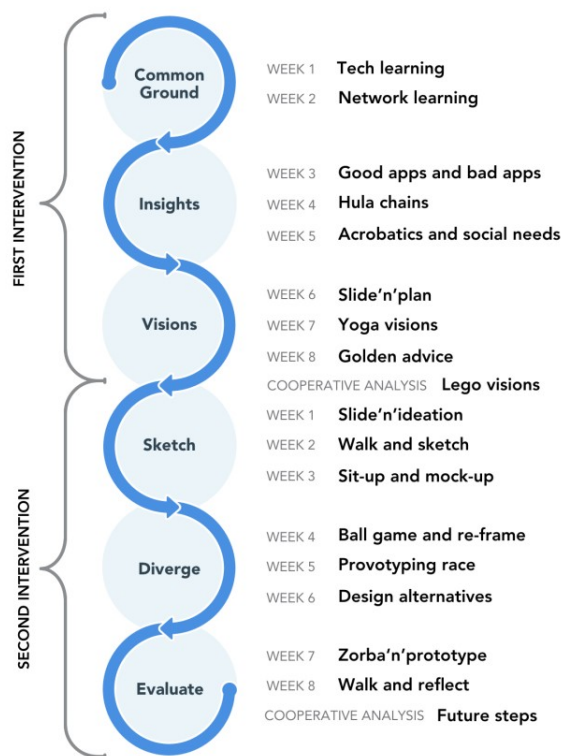 FIRST INTERVENTION
Common
Ground
WEEK 1 Tech learning
WEEK 2 Network learning
Insights
WEEK 3 Good apps and bad apps
WEEK 4 Hula chains
WEEK 5 Acrobatics and social needs
Visions
WEEK 6 Slide'n'plan
WEEK 7 Yoga visions
WEEK 8 Golden advice
COOPERATIVE ANALYSIS Lego visions
SECOND INTERVENTION
Sketch
WEEK 1 Slide'n'ideation
WEEK 2 Walk and sketch
WEEK 3 Sit-up and mock-up
Diverge
WEEK 4 Ball game and re-frame
WEEK 5 Provotyping race
WEEK 6 Design alternatives
Evaluate
WEEK 7 Zorba'n'prototype
WEEK 8 Walk and reflect
COOPERATIVE ANALYSIS Future steps